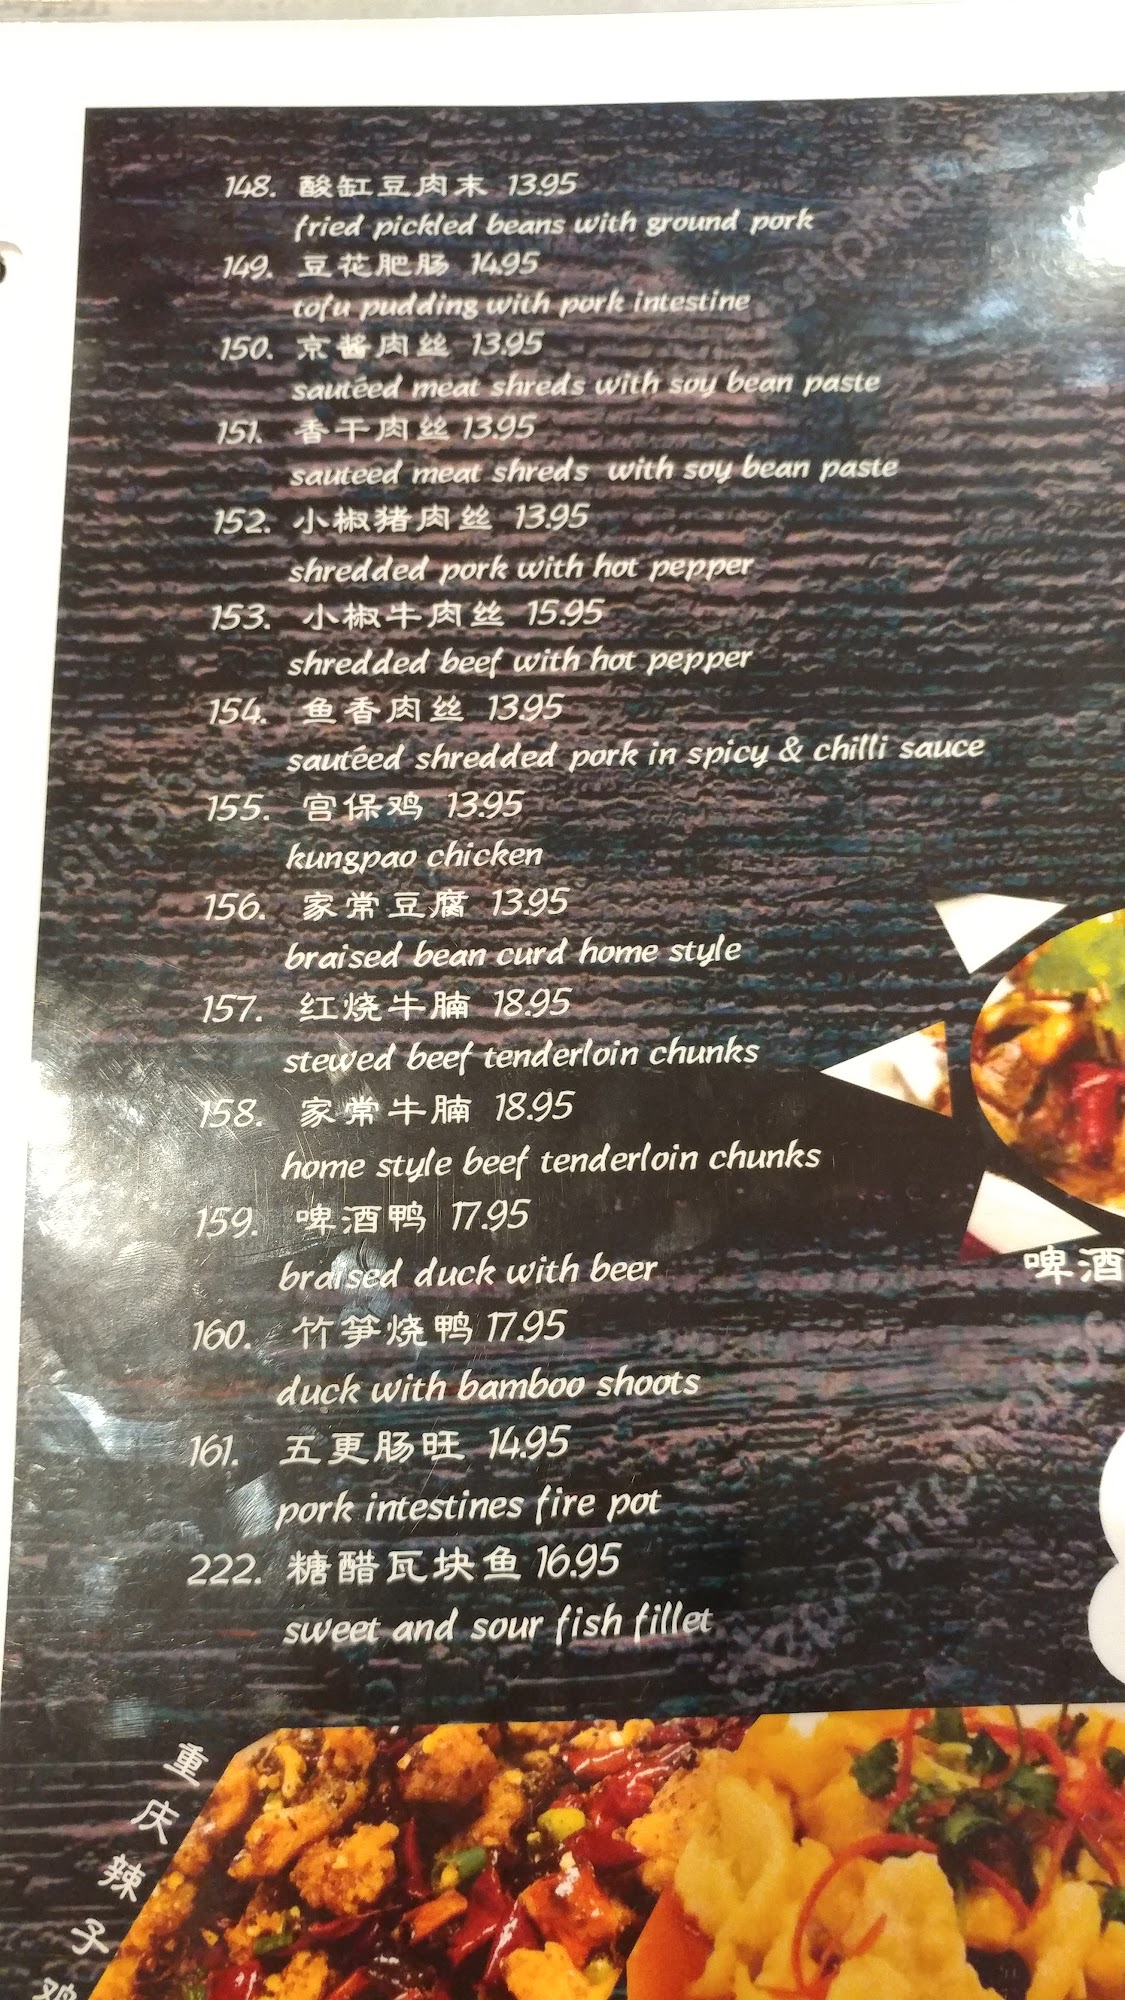 148. 酸缸豆肉末 13.95
fried pickled beans with ground pork
149. 豆花肥肠 14.95
tofu pudding with pork intestine
150. 京酱肉丝 13.95
sautéed meat shreds with soy bean paste
151. 香干肉丝 13.95
sauteed meat shreds with soy bean paste
152. 小椒猪肉丝 13.95
shredded pork with hot pepper
153. 小椒牛肉丝 15.95
shredded beef with hot pepper
154. 鱼香肉丝 13.95
sautéed shredded pork in spicy & chilli sauce
155. 宫保鸡 13.95
kungpao chicken
156. 家常豆腐 13.95
braised bean curd home style
157. 红烧牛腩 18.95
stewed beef tenderloin chunks
158. 家常牛腩 18.95
home style beef tenderloin chunks
159. 啤酒鸭 17.95
braised duck with beer
啤酒
160. 竹笋烧鸭 17.95
duck with bamboo shoots
161. 五更肠旺 14.95
pork intestines fire pot
222. 糖醋瓦块鱼 16.95
sweet and sour fish fillet
重庆辣子鸡